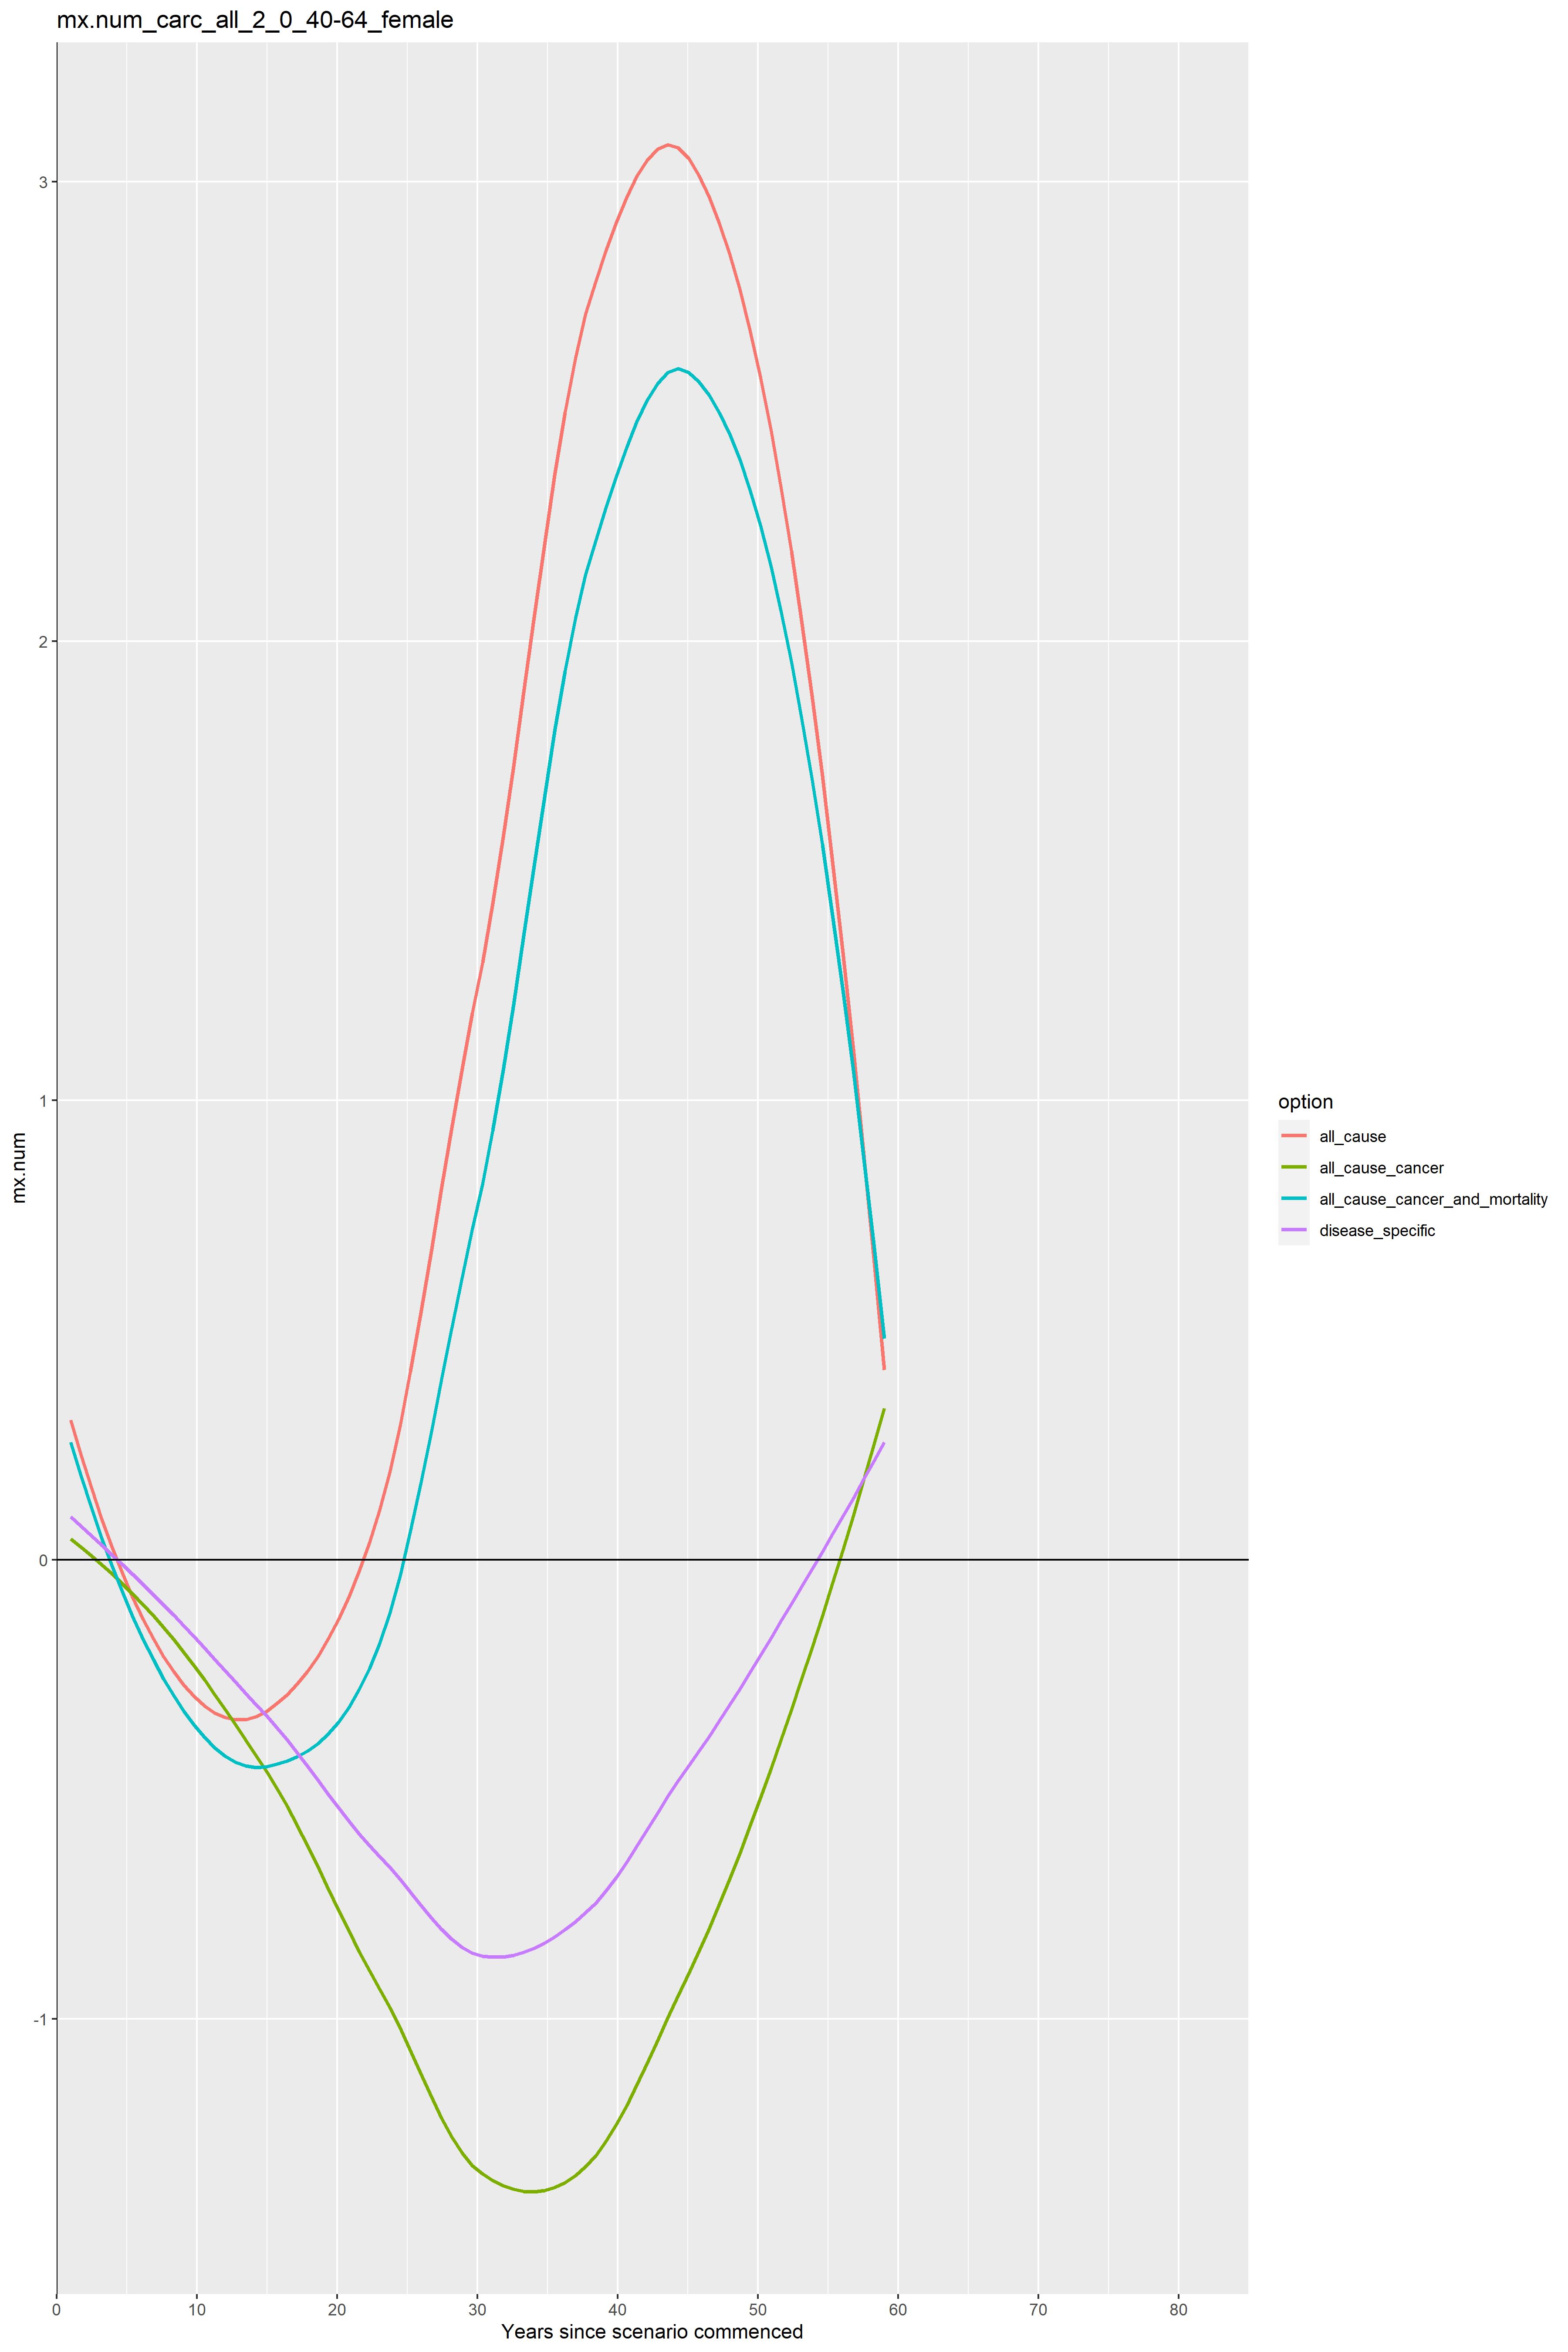 mx.num_carc_all_2_0_40-64_female
3
2
1
0
-1
mx.num
0 10 20 30 40 50 60 70 80
Years since scenario commenced
option
all_cause
all_cause_cancer
all_cause_cancer_and_mortality
disease_specific